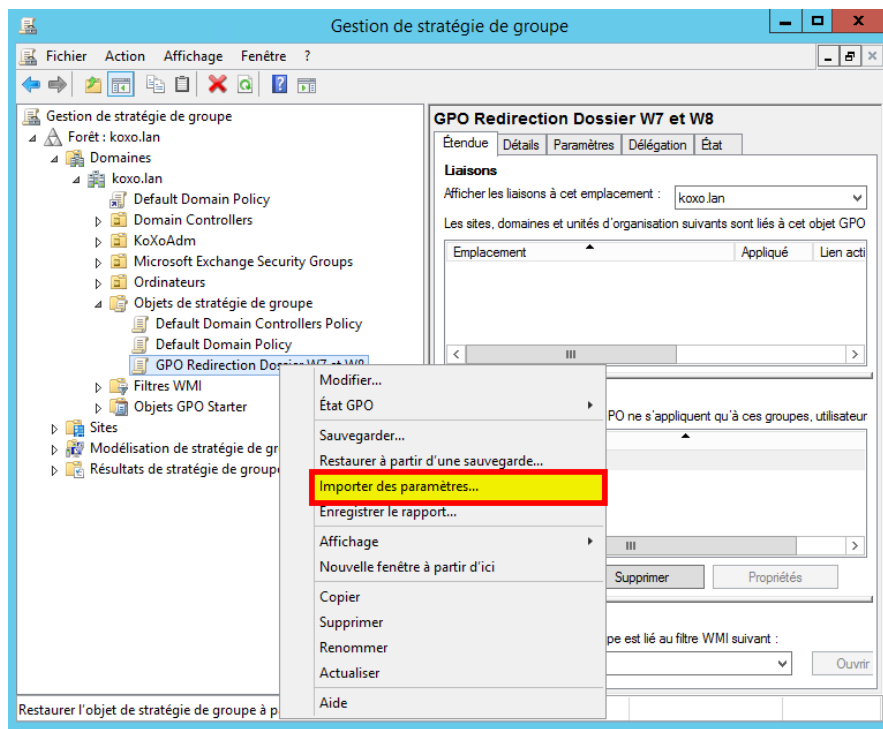 Gestion de stratégie de groupe
Fichier Action Affichage Fenêtre ?
Gestion de stratégie de groupe
Forêt : koxo.lan
Domaines
koxo.lan
Default Domain Policy
Domain Controllers
KoXoAdm
Microsoft Exchange Security Groups
Ordinateurs
Objets de stratégie de groupe
Default Domain Controllers Policy
Default Domain Policy
GPO Redirection Dossier W7 et W8
Filtres WMI
Objets GPO Starter
Sites
Modélisation de stratégie de gr
Résultats de stratégie de groupe
GPO Redirection Dossier W7 et W8
Étendue Détails Paramètres Délégation État
Liaisons
Afficher les liaisons à cet emplacement : koxo.lan
Les sites, domaines et unités d'organisation suivants sont liés à cet objet GPO
Emplacement Appliqué Lien acti
PO ne s'appliquent qu'à ces groupes, utilisateur
Supprimer Propriétés
pe est lié au filtre WMI suivant :
Ouvrir
Modifier...
État GPO
Sauvegarder...
Restaurer à partir d'une sauvegarde...
Importer des paramètres...
Enregistrer le rapport...
Affichage
Nouvelle fenêtre à partir d'ici
Copier
Supprimer
Renommer
Actualiser
Aide
Restaurer l'objet de stratégie de groupe à p